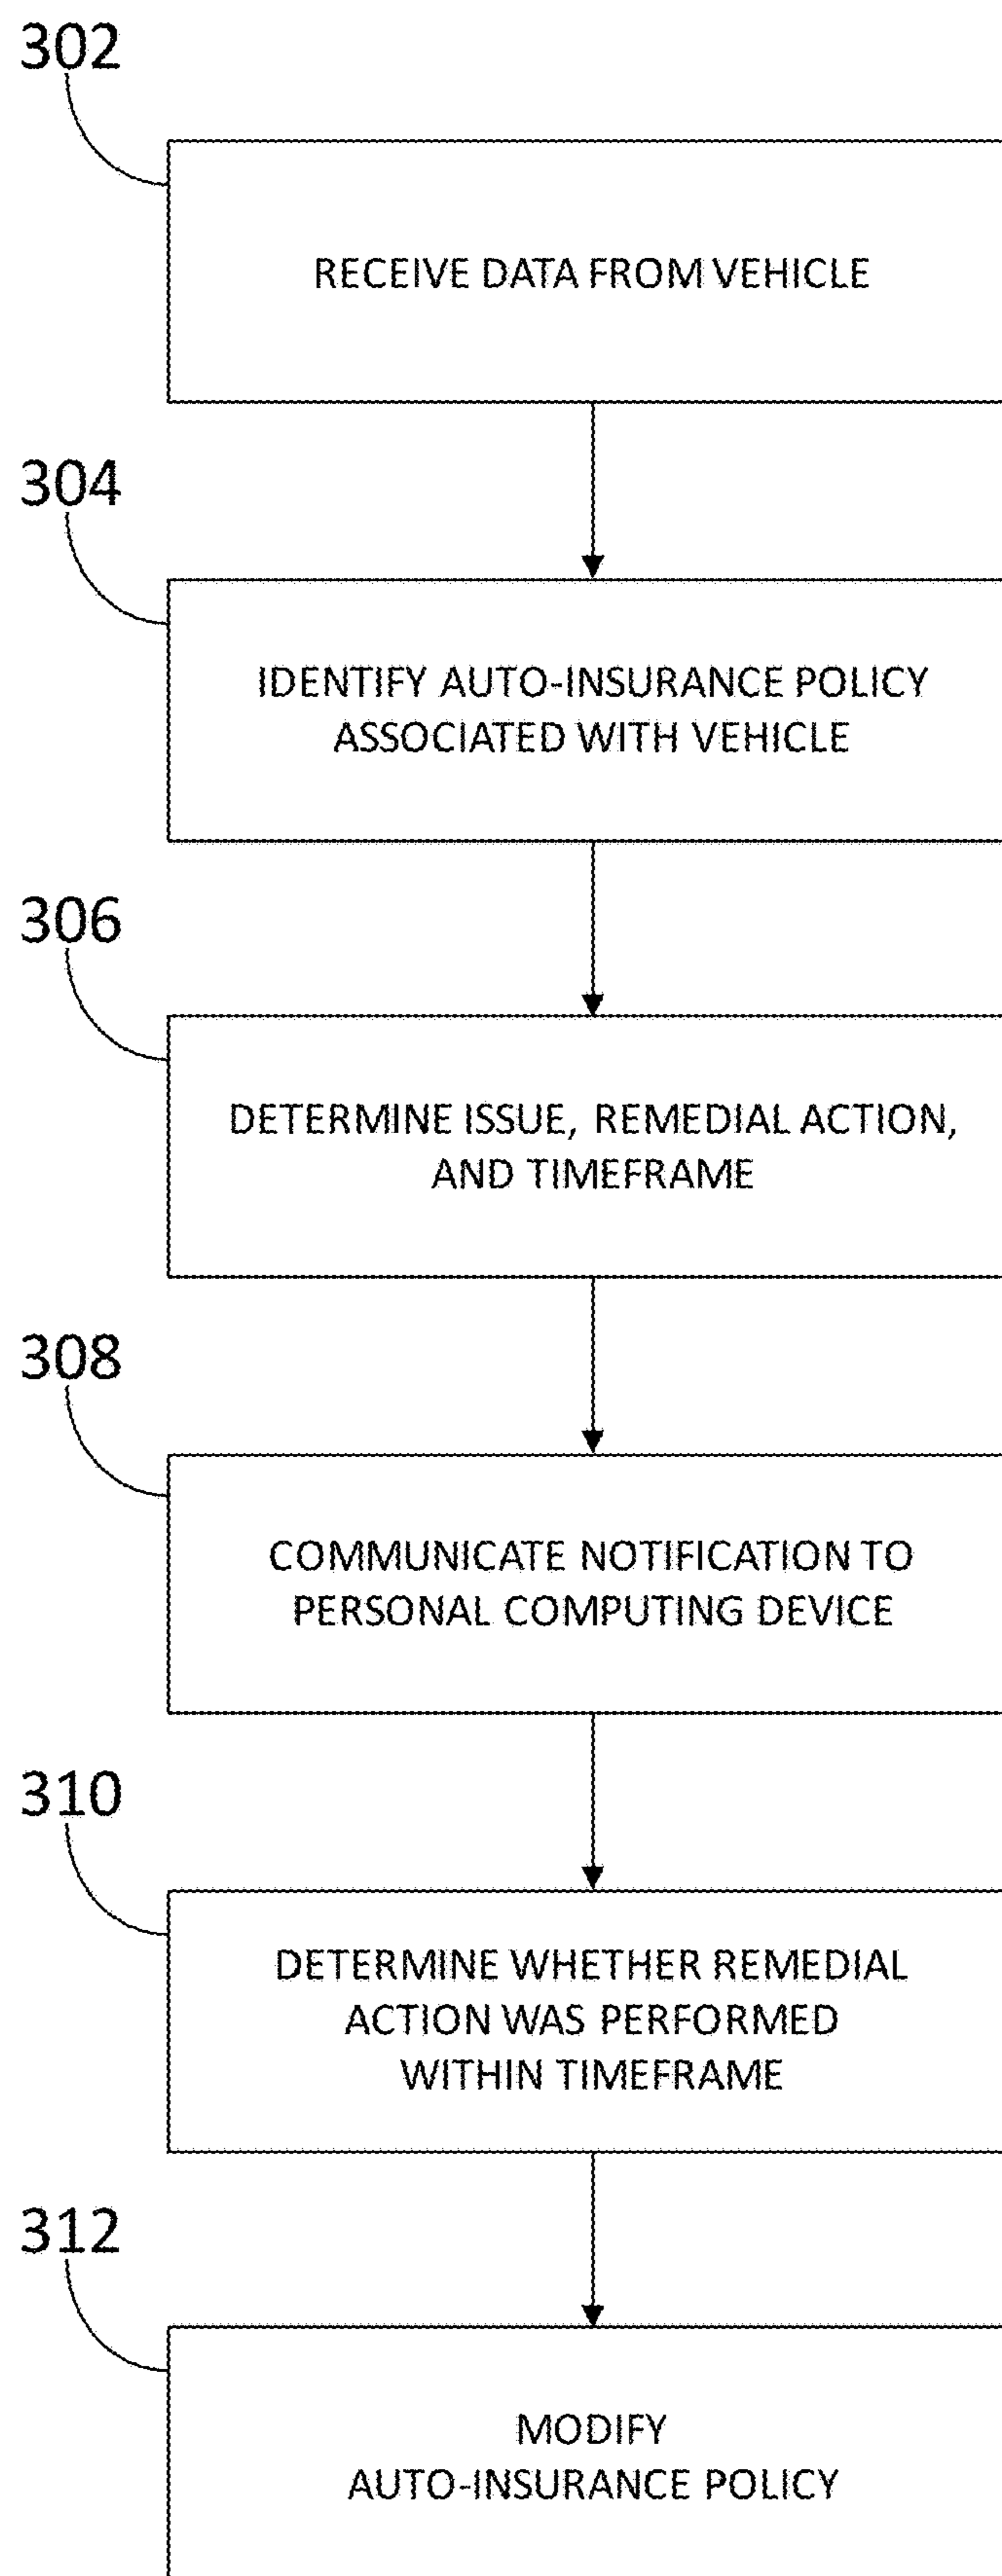 302
RECEIVE DATA FROM VEHICLE
304
IDENTIFY AUTO-INSURANCE POLICY
ASSOCIATED WITH VEHICLE
306
DETERMINE ISSUE, REMEDIAL ACTION,
AND TIMEFRAME
308
COMMUNICATE NOTIFICATION TO
PERSONAL COMPUTING DEVICE
310
DETERMINE WHETHER REMEDIAL
ACTION WAS PERFORMED
WITHIN TIMEFRAME
312
MODIFY
AUTO-INSURANCE POLICY